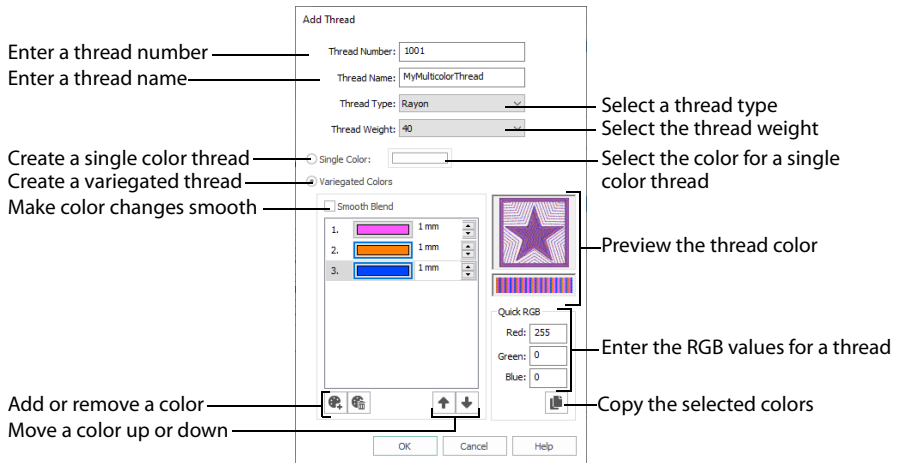 Add Thread
Enter a thread number
Thread Number: 1001
Enter a thread name
Thread Name: MyMulticolorThread
Thread Type: Rayon
Select a thread type
Thread Weight: 40
Select the thread weight
Create a single color thread
Single Color:
Select the color for a single
color thread
Create a variegated thread
Variegated Colors
Make color changes smooth
Smooth Blend
1. 1 mm
2. 1 mm
3. 1 mm
Preview the thread color
Quick RGB
Red: 255
Green: 0
Blue: 0
Enter the RGB values for a thread
Add or remove a color
Copy the selected colors
Move a color up or down
OK Cancel Help